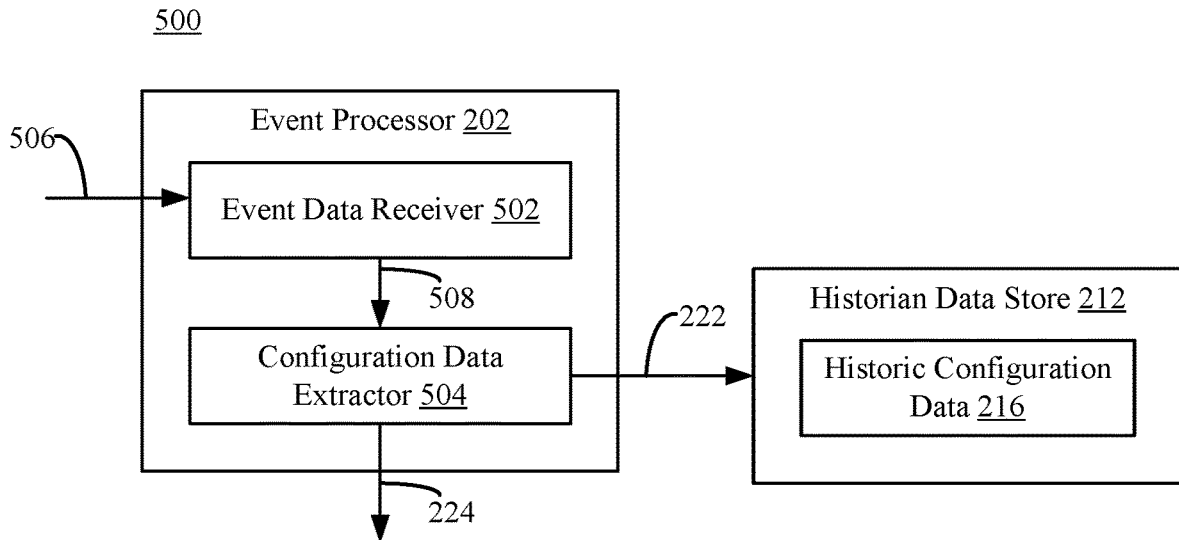 500
Event Processor 202
506
Event Data Receiver 502
508
Historian Data Store 212
222
Configuration Data
Extractor 504
Historic Configuration
Data 216
224